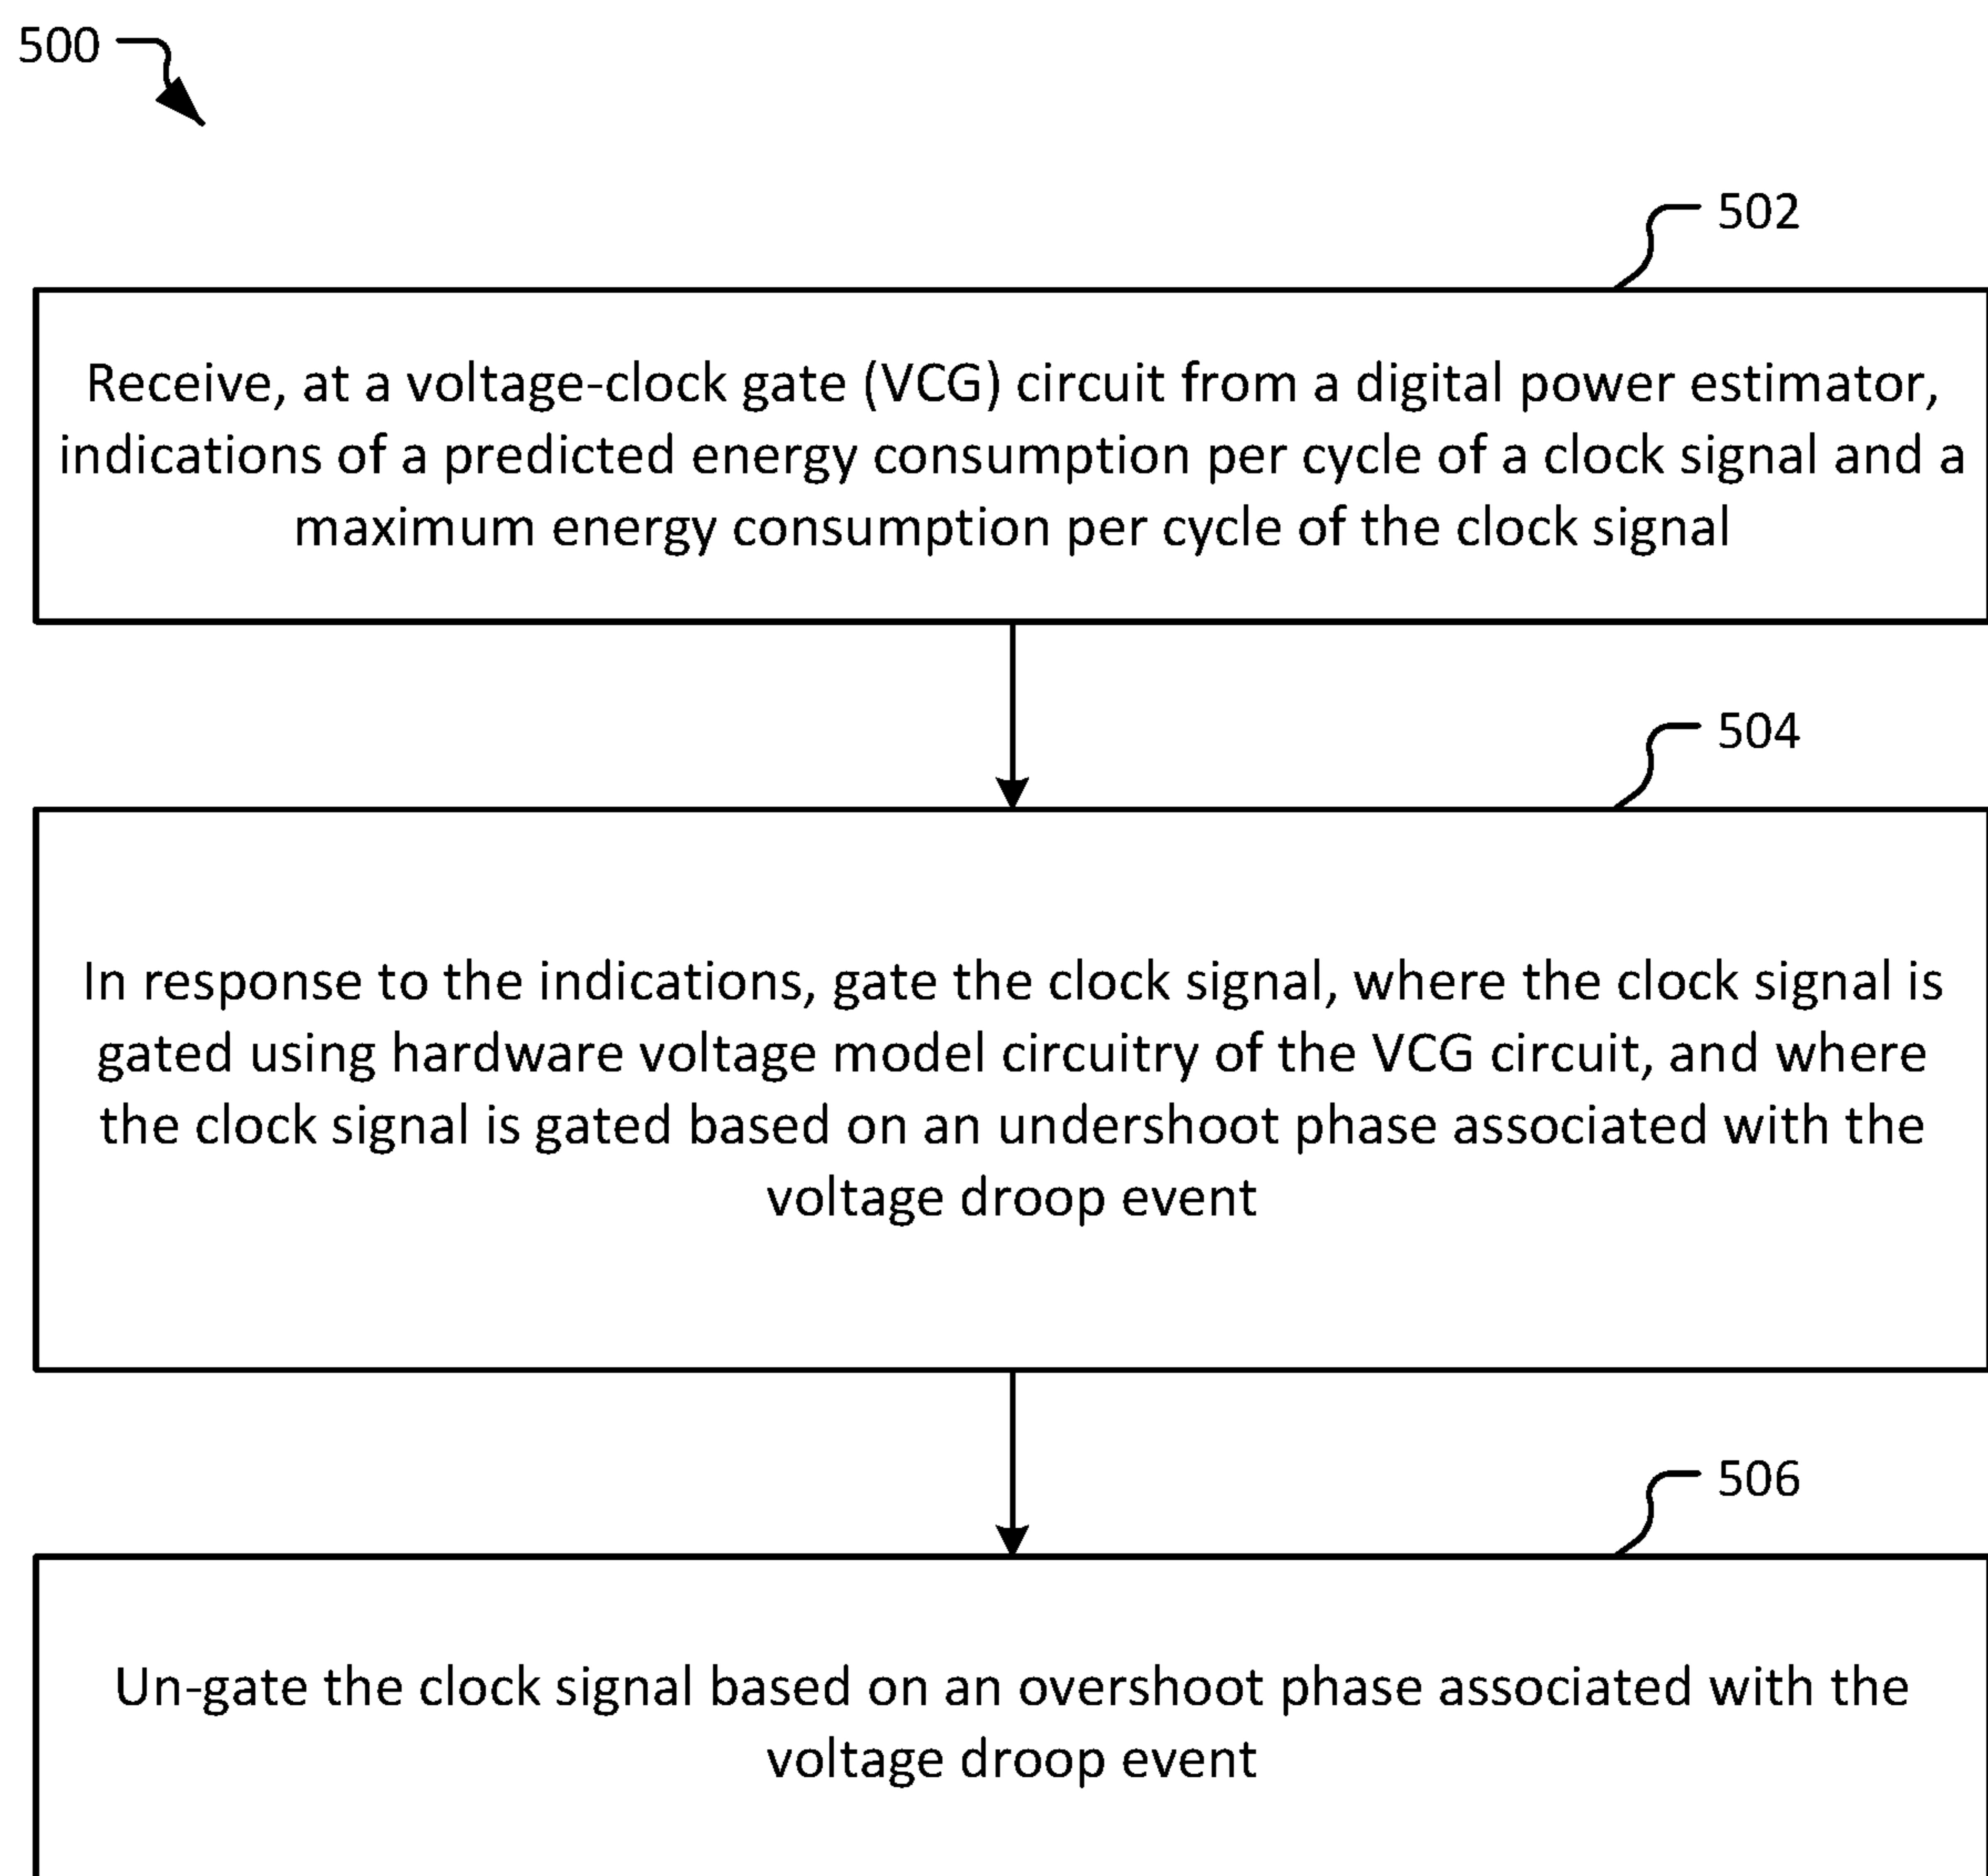 500
502
Receive, at a voltage-clock gate (VCG) circuit from a digital power estimator,
indications of a predicted energy consumption per cycle of a clock signal and a
maximum energy consumption per cycle of the clock signal
504
In response to the indications, gate the clock signal, where the clock signal is
gated using hardware voltage model circuitry of the VCG circuit, and where
the clock signal is gated based on an undershoot phase associated with the
voltage droop event
506
Un-gate the clock signal based on an overshoot phase associated with the
voltage droop event